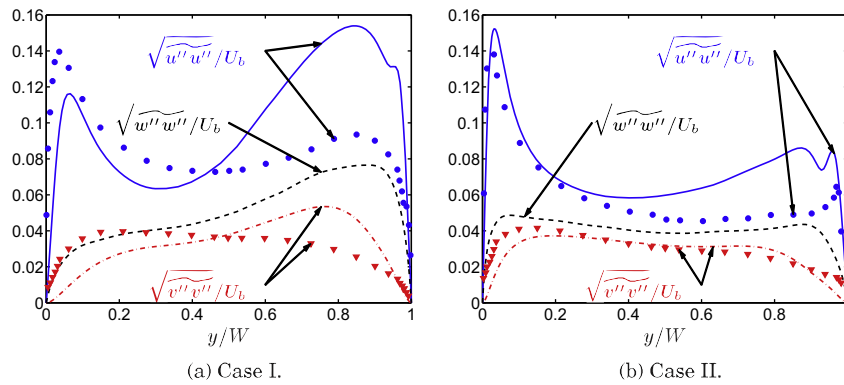 0.16 0.16
0.14 0.14
0.12 0.12
0.1 0.1
0.08 0.08
0.06 0.06
0.04 0.04
0.02 0.02
0 0
√(u''u'')/U_b √(u''u'')/U_b
√(w''w'')/U_b √(w''w'')/U_b
√(v''v'')/U_b √(v''v'')/U_b
0 0.2 0.4 0.6 0.8 1 0 0.2 0.4 0.6 0.8
y/W y/W
(a) Case I. (b) Case II.